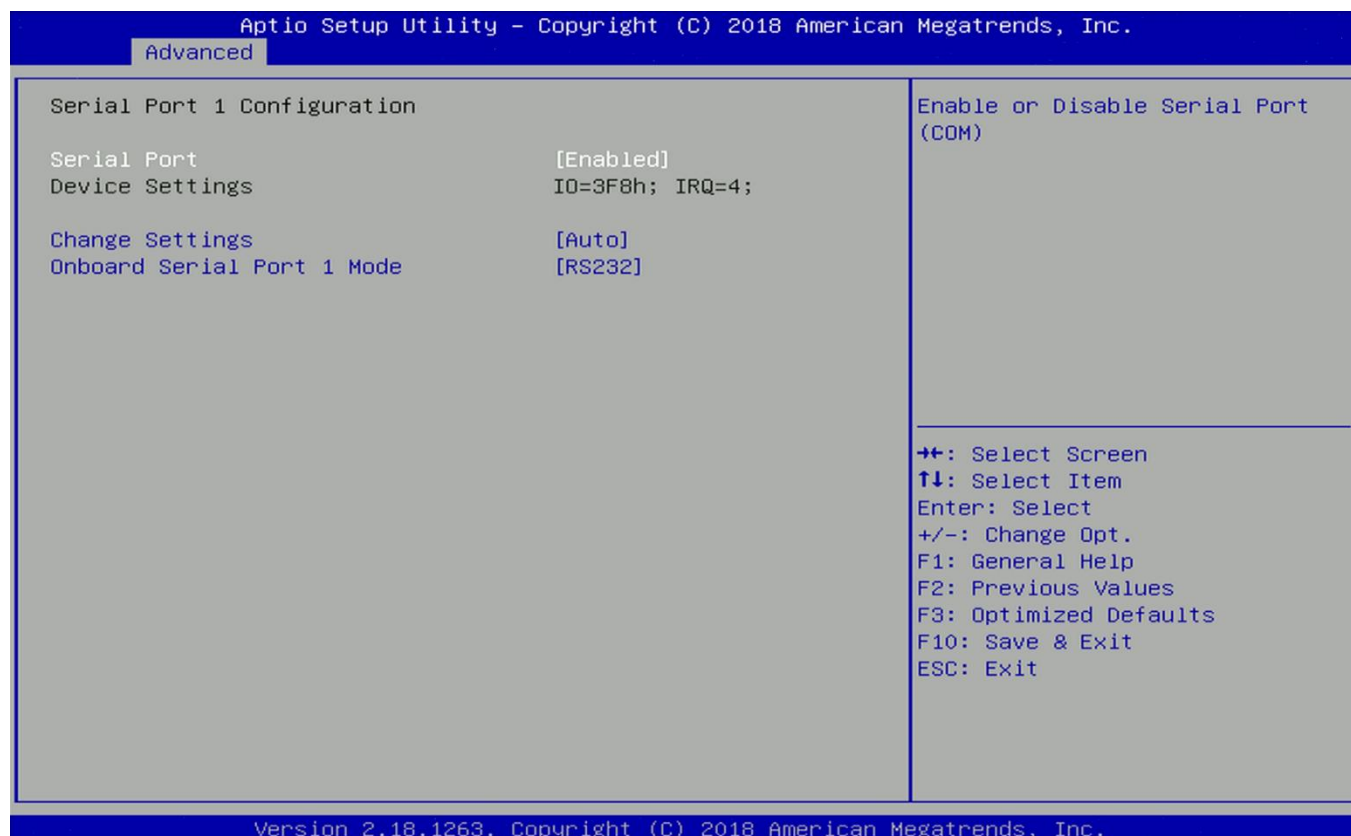 Aptio Setup Utility – Copyright (C) 2018 American Megatrends, Inc.
Advanced
Serial Port 1 Configuration
Serial Port [Enabled]
Device Settings IO=3F8h; IRQ=4;
Change Settings [Auto]
Onboard Serial Port 1 Mode [RS232]
Enable or Disable Serial Port
(COM)
→←: Select Screen
↑↓: Select Item
Enter: Select
+/-: Change Opt.
F1: General Help
F2: Previous Values
F3: Optimized Defaults
F10: Save & Exit
ESC: Exit
Version 2.18.1263. Copyright (C) 2018 American Megatrends, Inc.